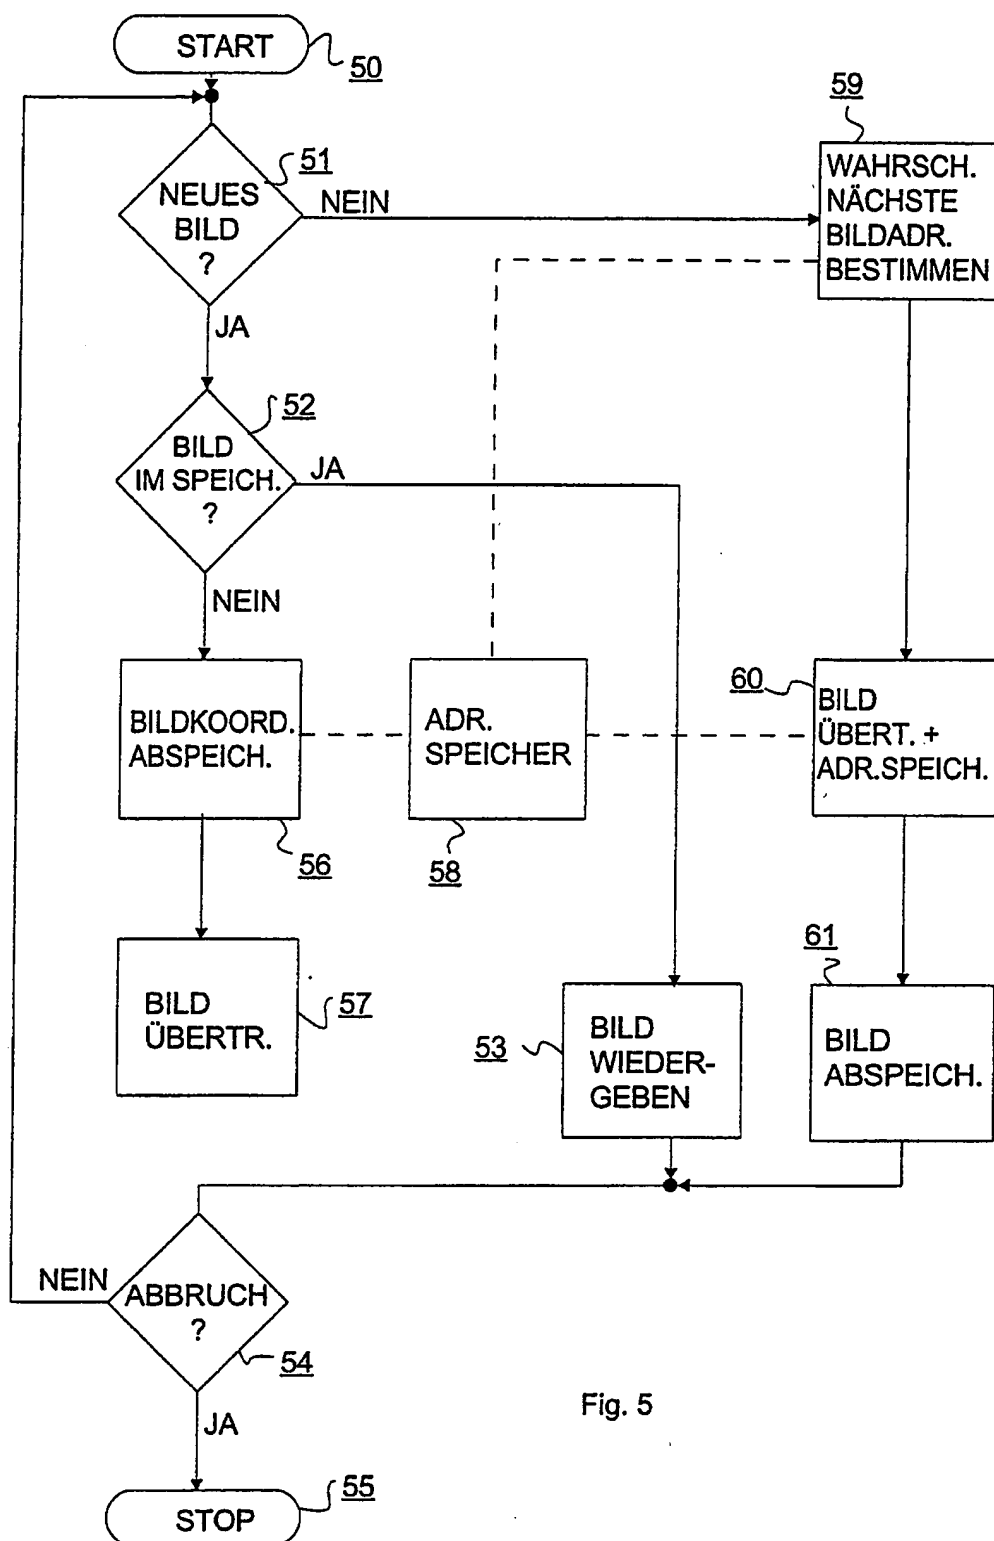 START
50
59
51
WAHRSCH.
NÄCHSTE
BILDADR.
BESTIMMEN
NEUES
BILD
?
NEIN
JA
52
BILD
IM SPEICH.
?
JA
NEIN
BILDKOORD.
ABSPEICH.
56
ADR.
SPEICHER
58
60
BILD
ÜBERT. +
ADR.SPEICH.
BILD
ÜBERTR.
57
53
BILD
WIEDER-
GEBEN
61
BILD
ABSPEICH.
NEIN
ABBRUCH
?
54
JA
Fig. 5
STOP
55